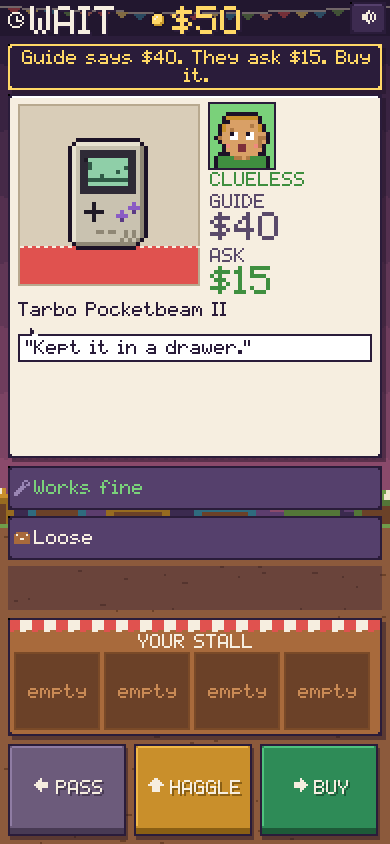 WAIT
$50
Guide says $40. They ask $15. Buy
it.
CLUELESS
GUIDE
$40
ASK
$15
Tarbo Pocketbeam II
"Kept it in a drawer."
Works fine
Loose
YOUR STALL
empty empty empty empty
PASS
HAGGLE
BUY